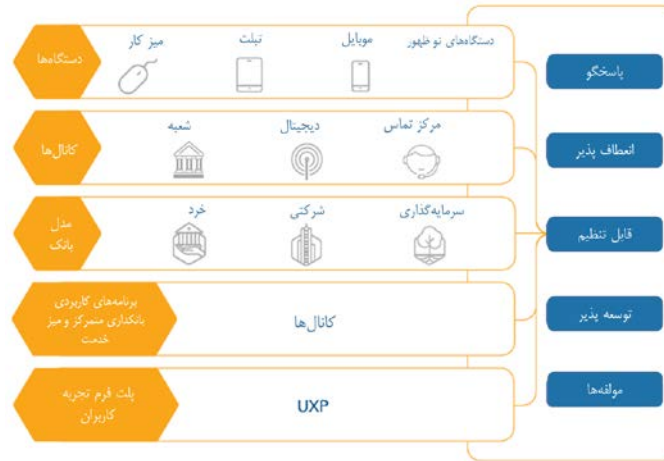 دستگاه‌ها
میز کار
تبلت
موبایل
دستگاه‌های نو ظهور
کانال‌ها
شعبه
دیجیتال
مرکز تماس
مدل
بانک
خرد
شرکتی
سرمایه‌گذاری
برنامه‌های کاربردی
بانکداری متمرکز و میز
خدمت
کانال‌ها
پلت فرم تجربه
کاربران
UXP
پاسخگو
انعطاف پذیر
قابل تنظیم
توسعه پذیر
مولفه‌ها